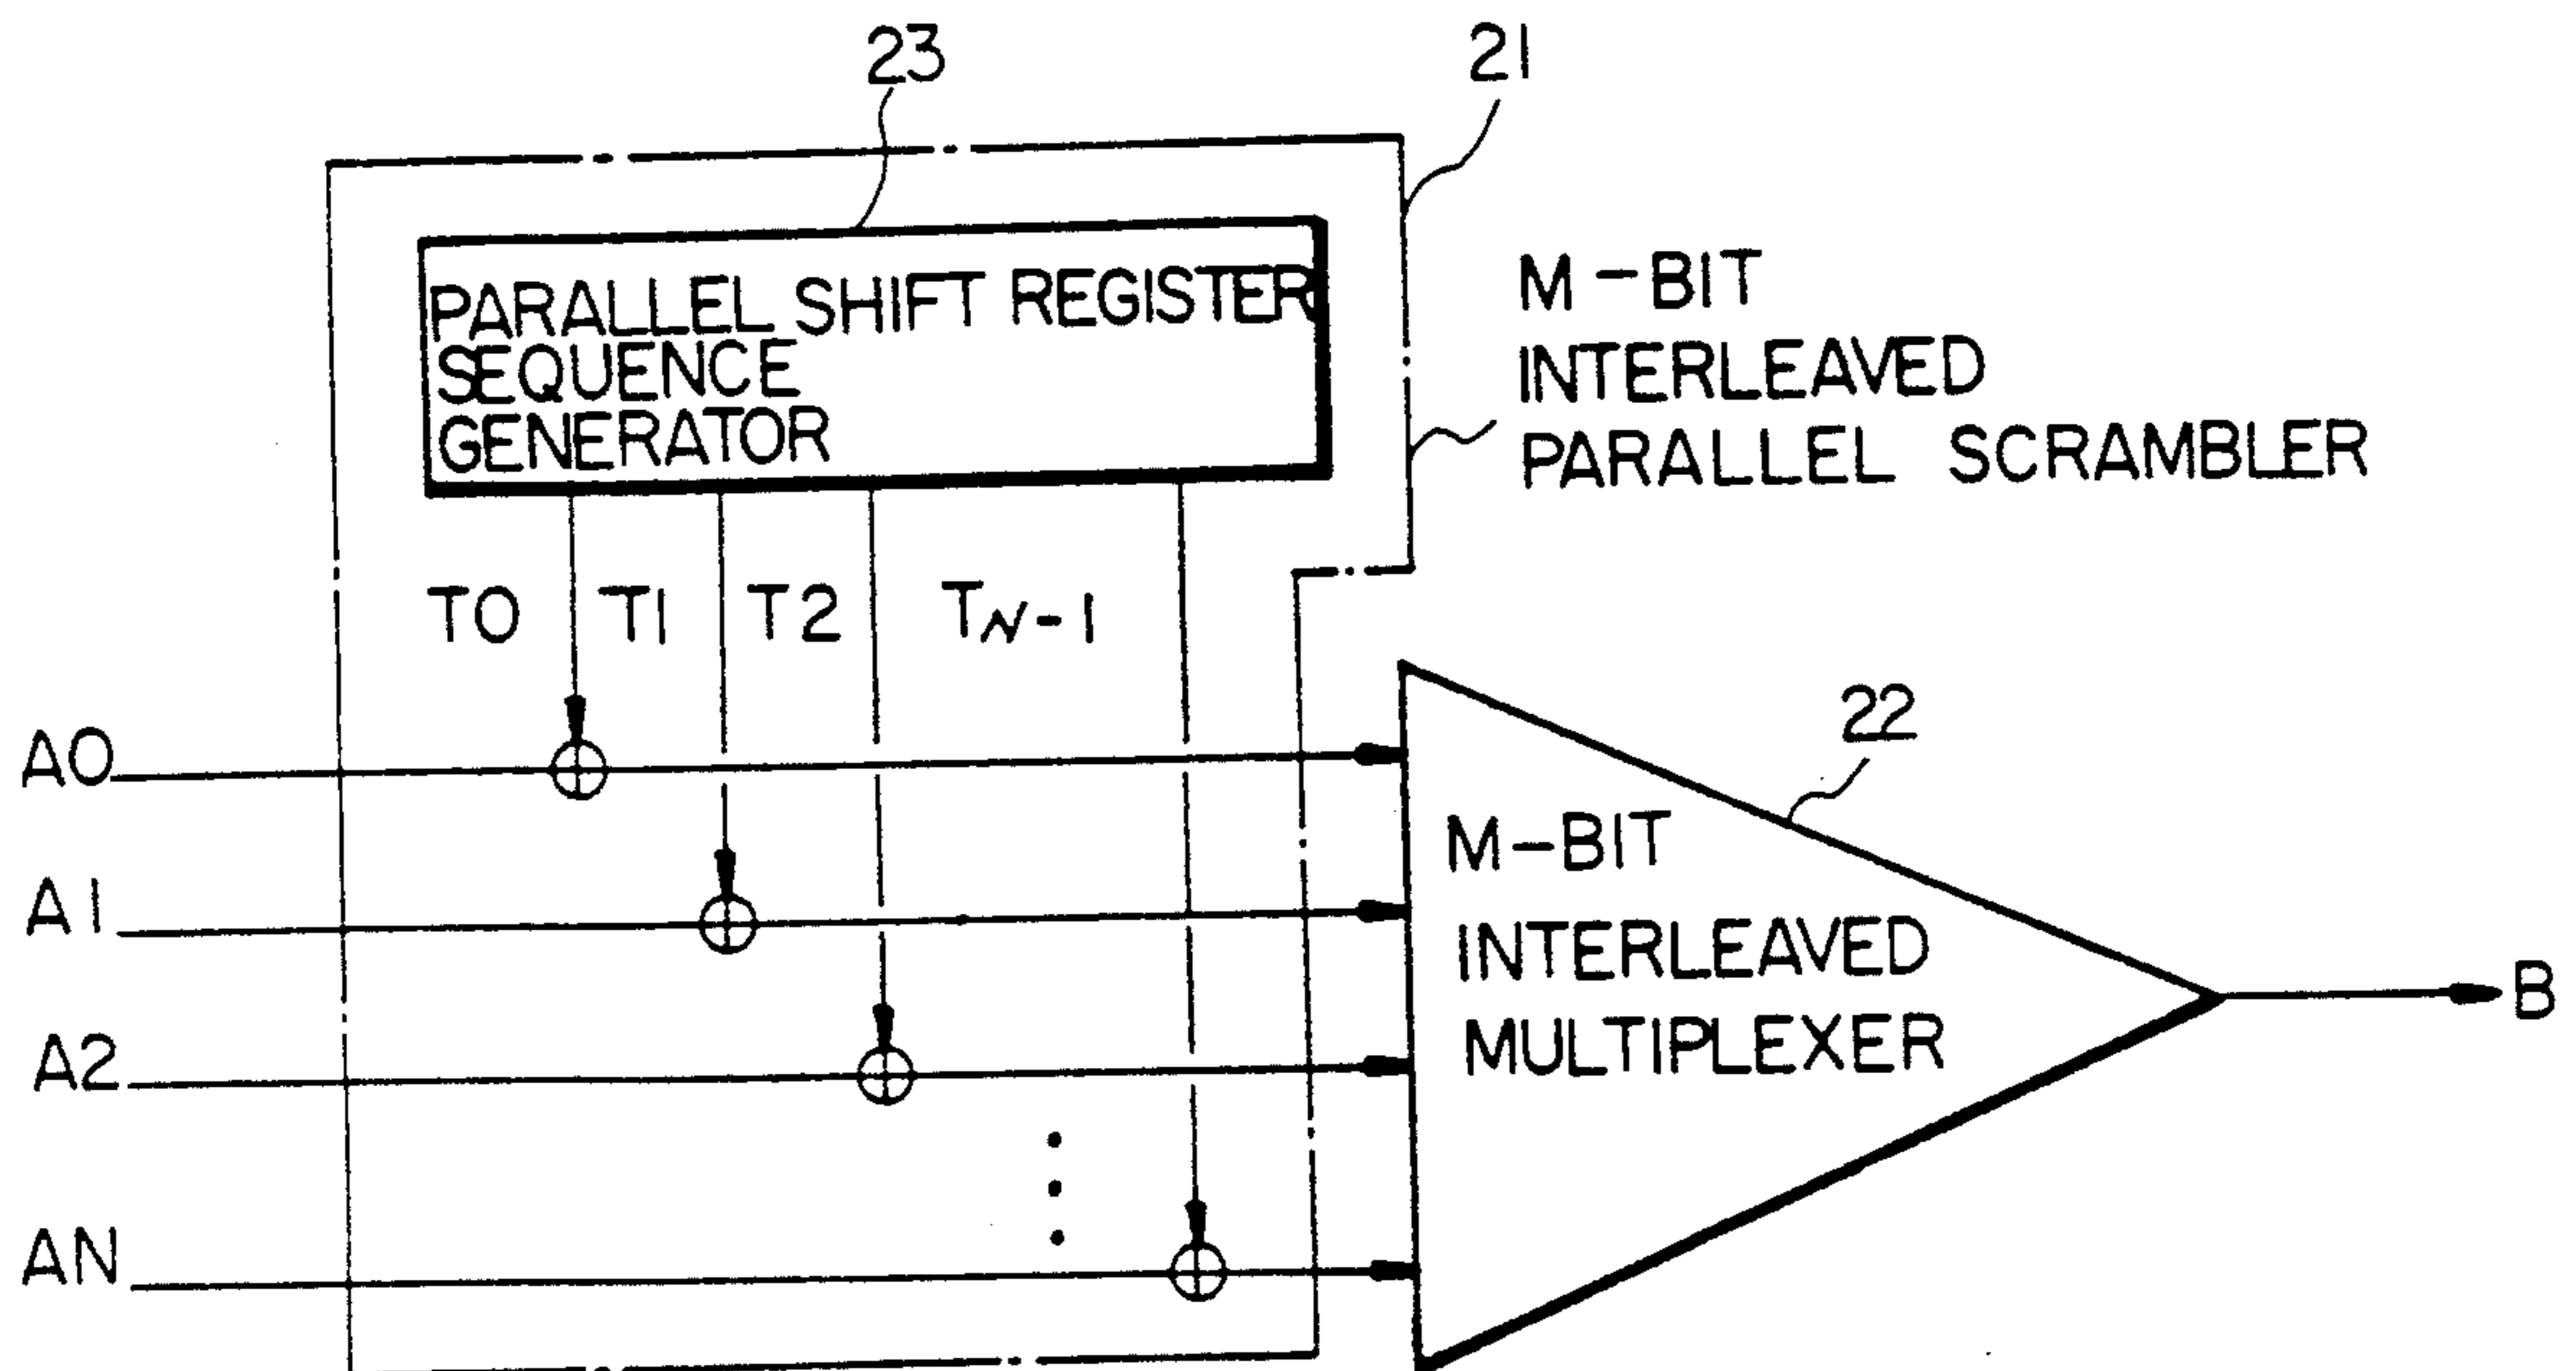 23
21
PARALLEL SHIFT REGISTER
SEQUENCE
GENERATOR
M-BIT
INTERLEAVED
PARALLEL SCRAMBLER
T0 T1 T2 TN-1
22
A0
A1
A2
AN
M-BIT
INTERLEAVED
MULTIPLEXER
B